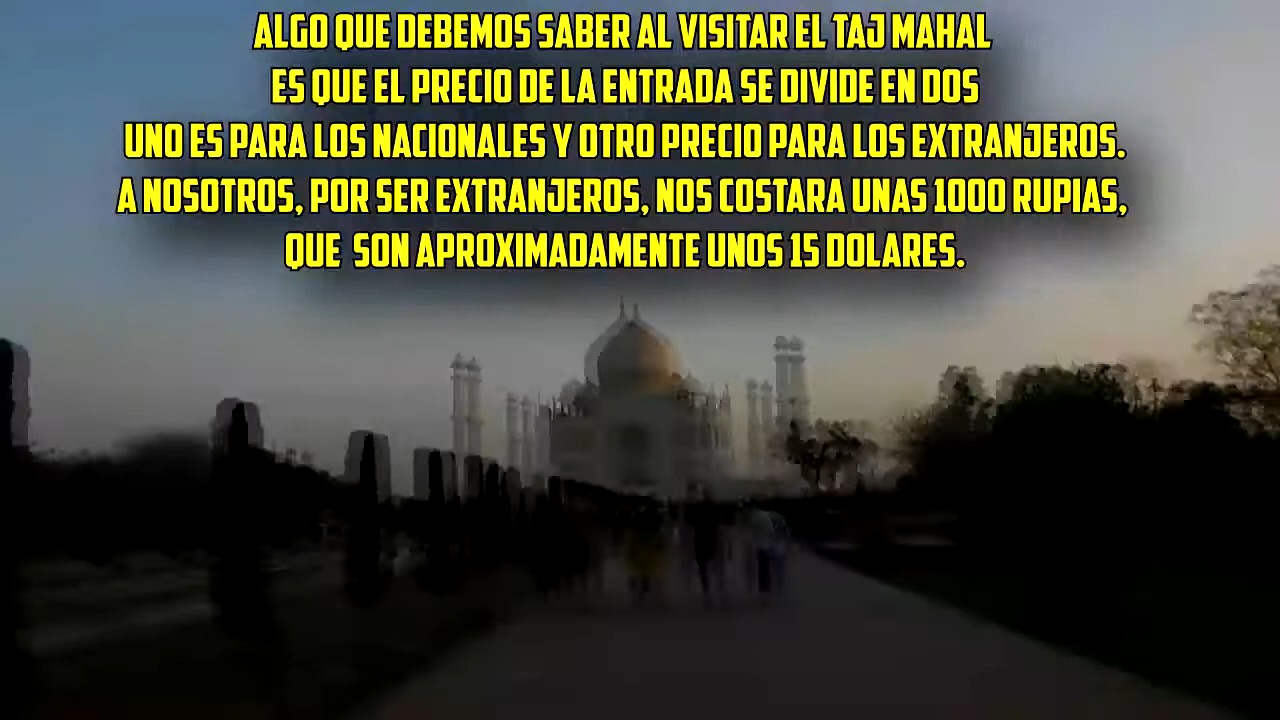 ALGO QUE DEBEMOS SABER AL VISITAR EL TAJ MAHAL
ES QUE EL PRECIO DE LA ENTRADA SE DIVIDE EN DOS
UNO ES PARA LOS NACIONALES Y OTRO PRECIO PARA LOS EXTRANJEROS.
A NOSOTROS, POR SER EXTRANJEROS, NOS COSTARA UNAS 1000 RUPIAS,
QUE SON APROXIMADAMENTE UNOS 15 DOLARES.